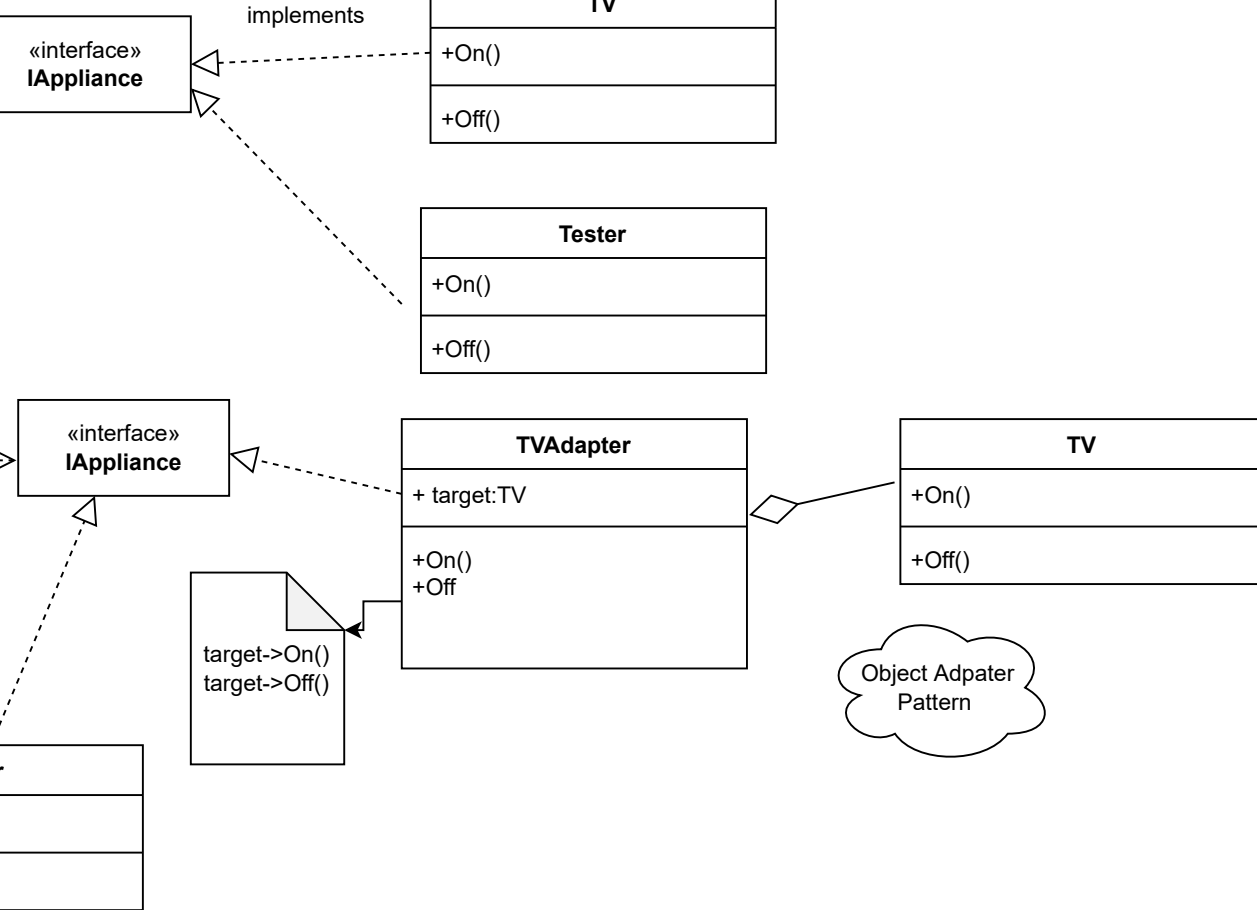 implements
TV
«interface»
IAppliance
+On()
+Off()
Tester
+On()
+Off()
«interface»
IAppliance
TVAdapter
+ target:TV
+On()
+Off
TV
+On()
+Off()
target->On()
target->Off()
Object Adpater
Pattern